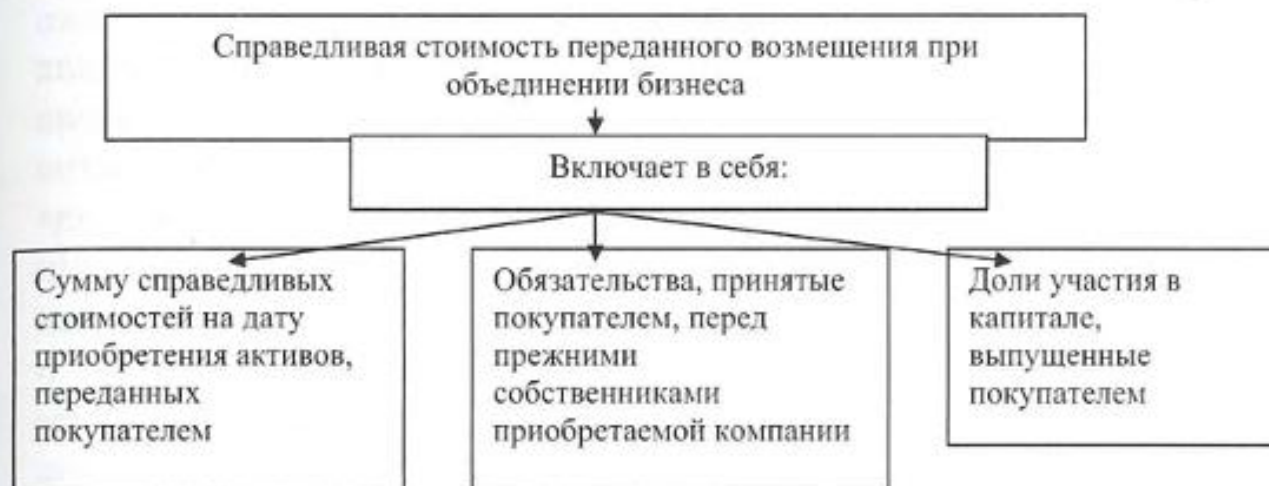 Справедливая стоимость переданного возмещения при
объединении бизнеса
Включает в себя:
Сумму справедливых
стоимостей на дату
приобретения активов,
переданных
покупателем
Обязательства, принятые
покупателем, перед
прежними
собственниками
приобретаемой компании
Доли участия в
капитале,
выпущенные
покупателем